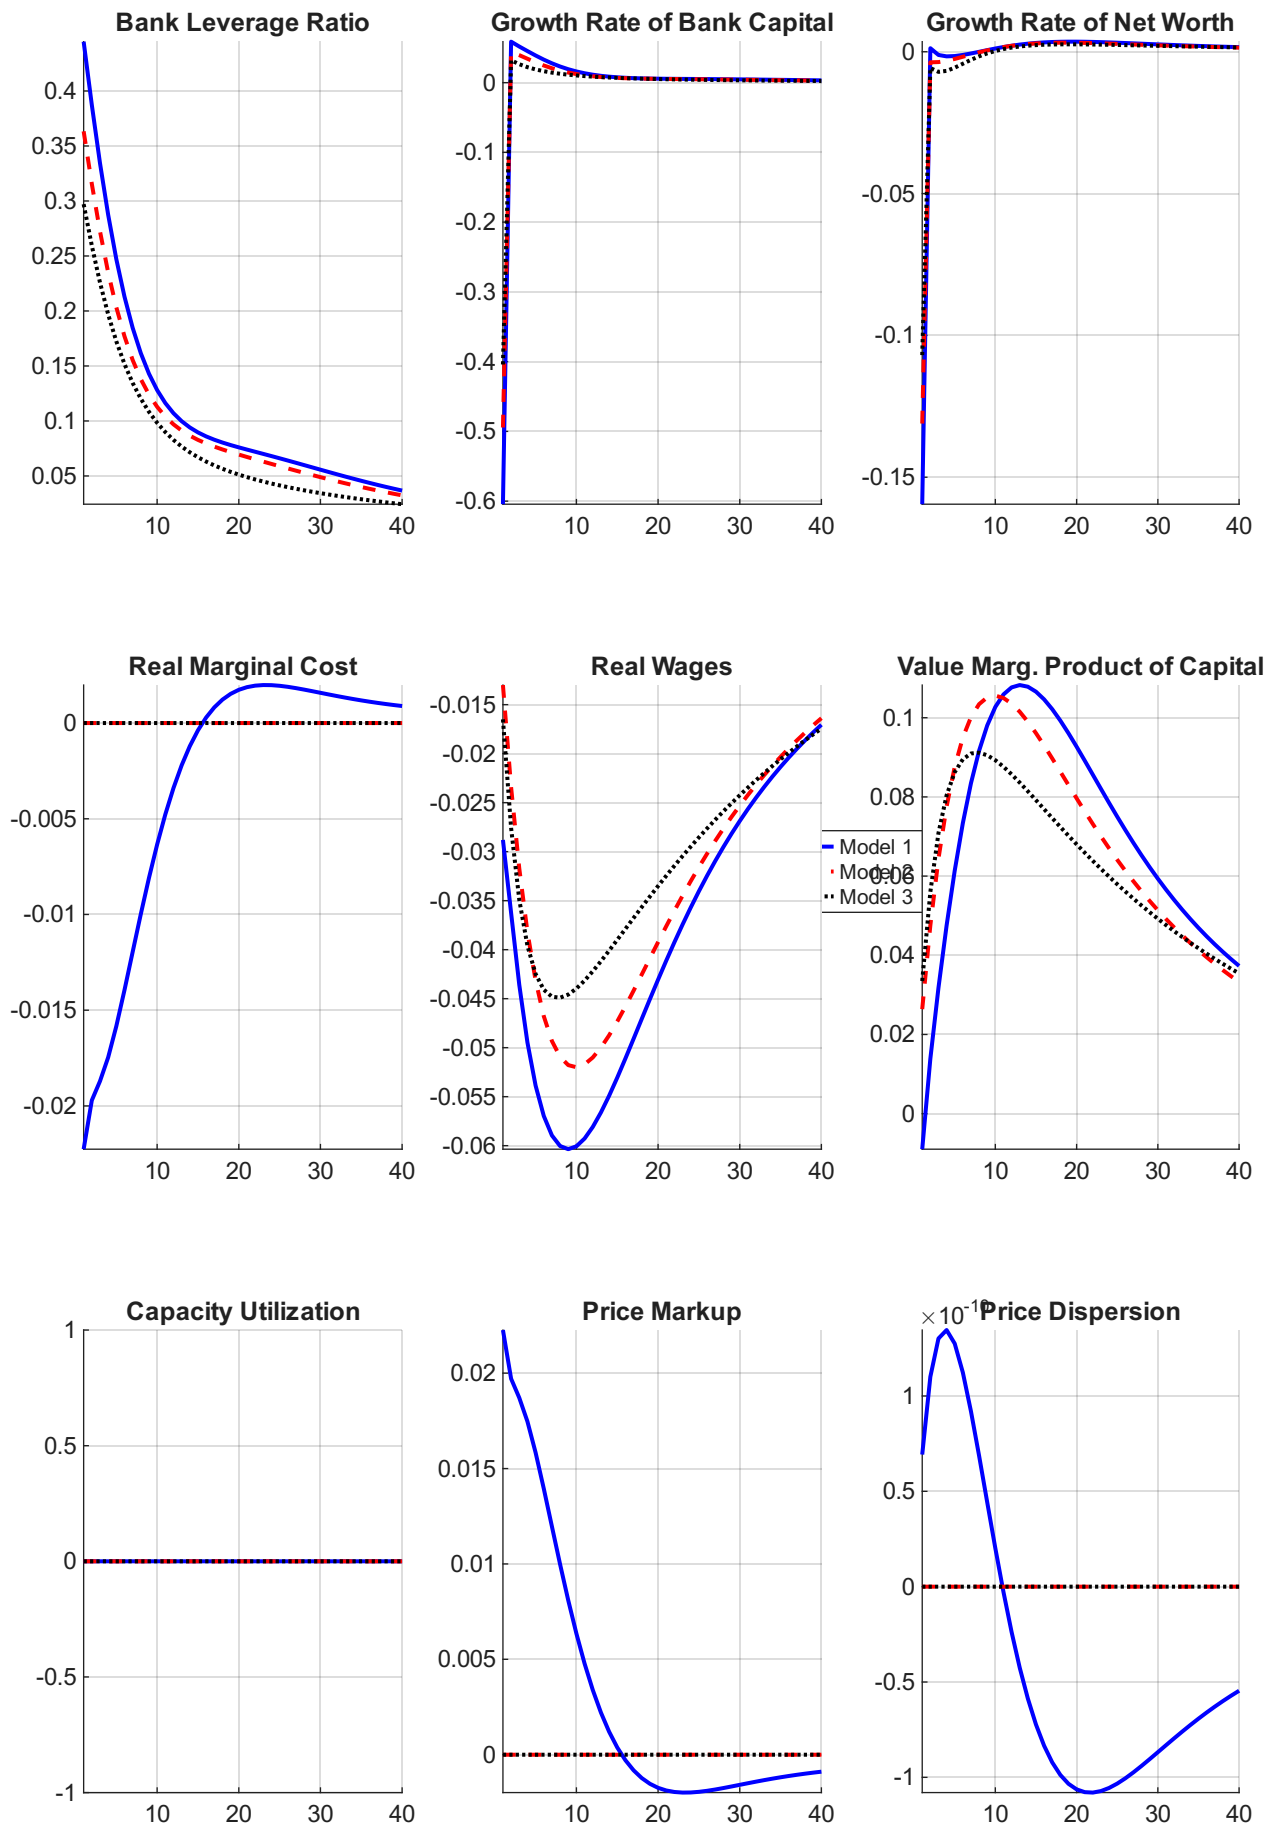 Bank Leverage Ratio
0.4
0.35
0.3
0.25
0.2
0.15
0.1
0.05
10 20 30 40
Growth Rate of Bank Capital
0
-0.1
-0.2
-0.3
-0.4
-0.5
-0.6
10 20 30 40
Growth Rate of Net Worth
0
-0.05
-0.1
-0.15
10 20 30 40
Real Marginal Cost
0
-0.005
-0.01
-0.015
-0.02
10 20 30 40
Real Wages
-0.015
-0.02
-0.025
-0.03
-0.035
-0.04
-0.045
-0.05
-0.055
-0.06
10 20 30 40
Model 1
Model 2
Model 3
Value Marg. Product of Capital
0.1
0.08
0.06
0.04
0.02
0
10 20 30 40
Capacity Utilization
1
0.5
0
-0.5
-1
10 20 30 40
Price Markup
0.02
0.015
0.01
0.005
0
10 20 30 40
Price Dispersion
1
0.5
0
-0.5
-1
10 20 30 40